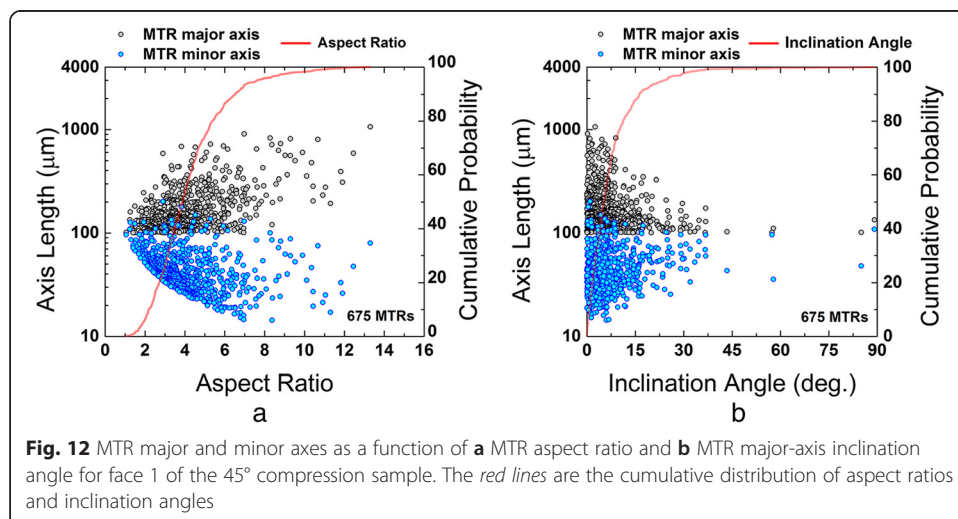 MTR major axis
MTR minor axis
Aspect Ratio
4000
1000
100
10
Axis Length (μm)
100
80
60
40
20
0
Cumulative Probability
675 MTRs
0 2 4 6 8 10 12 14 16
Aspect Ratio
a
MTR major axis
MTR minor axis
Inclination Angle
4000
1000
100
10
Axis Length (μm)
100
80
60
40
20
0
Cumulative Probability
675 MTRs
0 15 30 45 60 75 90
Inclination Angle (deg.)
b
Fig. 12 MTR major and minor axes as a function of a MTR aspect ratio and b MTR major-axis inclination
angle for face 1 of the 45° compression sample. The red lines are the cumulative distribution of aspect ratios
and inclination angles